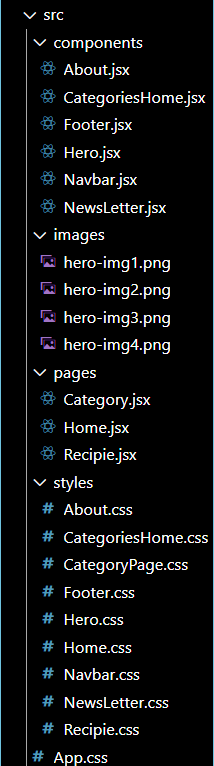 src
components
About.jsx
CategoriesHome.jsx
Footer.jsx
Hero.jsx
Navbar.jsx
NewsLetter.jsx
images
hero-img1.png
hero-img2.png
hero-img3.png
hero-img4.png
pages
Category.jsx
Home.jsx
Recipie.jsx
styles
# About.css
# CategoriesHome.css
# CategoryPage.css
# Footer.css
# Hero.css
# Home.css
# Navbar.css
# NewsLetter.css
# Recipie.css
# App.css